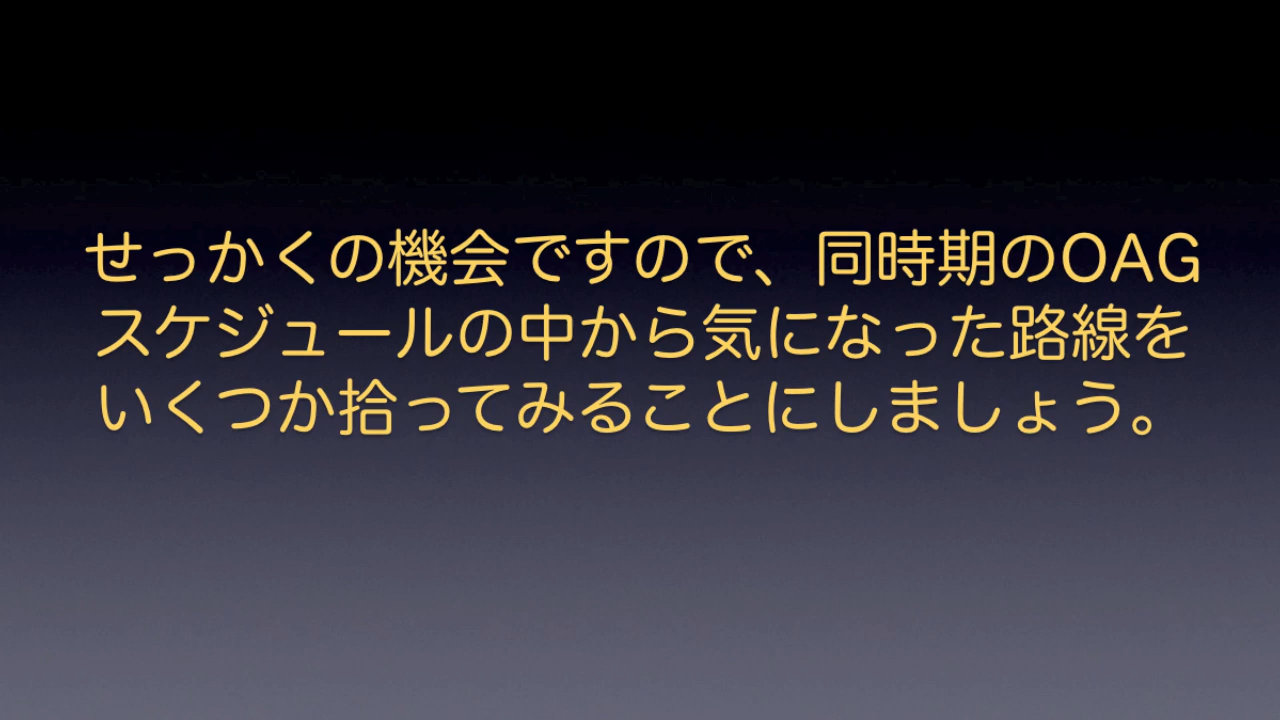 せっかくの機会ですので、同時期のOAG
スケジュールの中から気になった路線を
いくつか拾ってみることにしましょう。